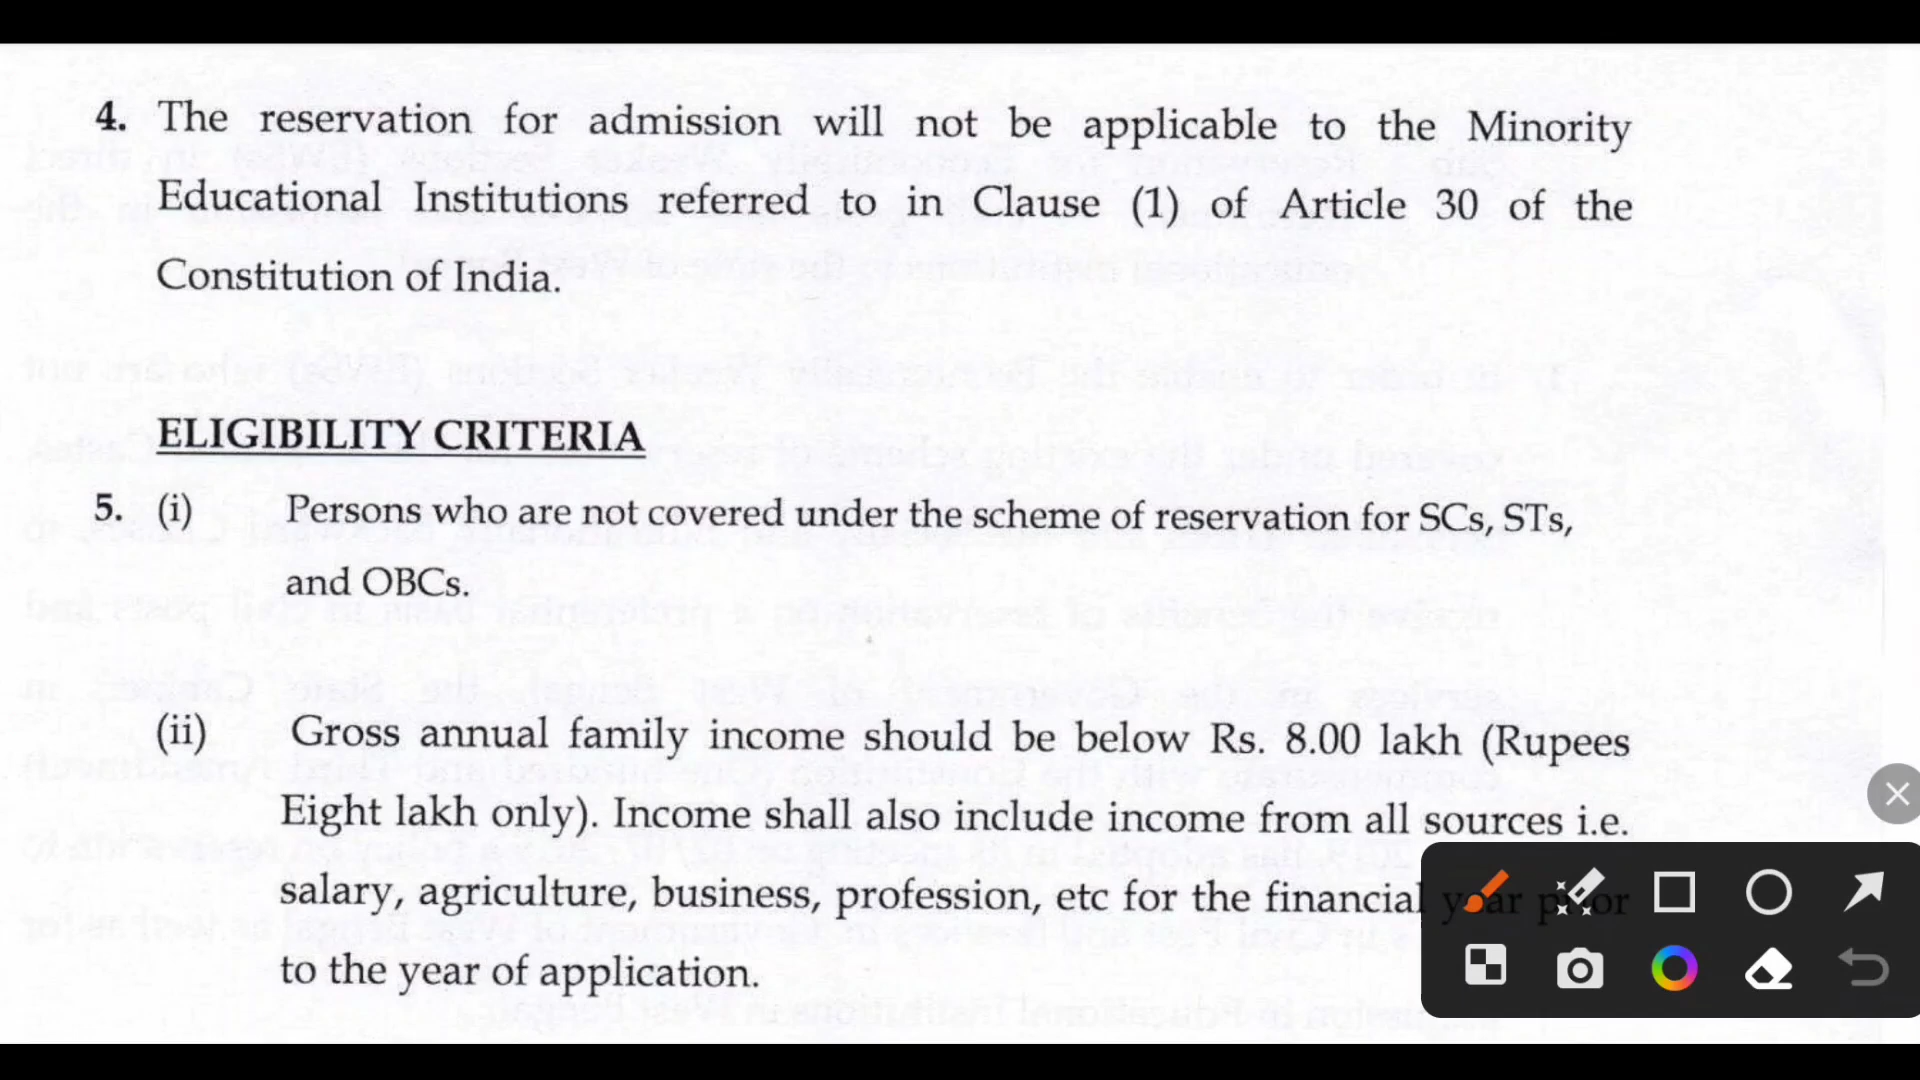 4. The reservation for admission will not be applicable to the Minority
Educational Institutions referred to in Clause (1) of Article 30 of the
Constitution of India.
ELIGIBILITY CRITERIA
5. (i) Persons who are not covered under the scheme of reservation for SCs, STs,
and OBCs.
(ii) Gross annual family income should be below Rs. 8.00 lakh (Rupees
Eight lakh only). Income shall also include income from all sources i.e.
salary, agriculture, business, profession, etc for the financial year prior
to the year of application.